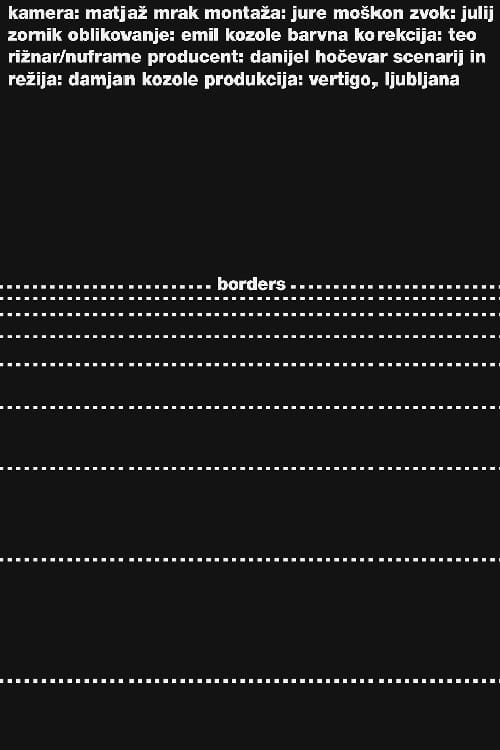 kamera: matjaž mrak montaža: jure moškon zvok: julij
zornik oblikovanje: emil kozole barvna korekcija: teo
rižnar/nuframe producent: danijel hočevar scenarij in
režija: damjan kozole produkcija: vertigo, ljubljana
borders